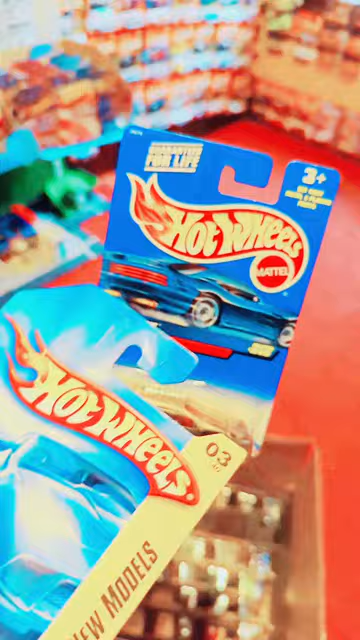 GUARANTEED
FOR LIFE
3+
HOT WHEELS
MATTEL
HOT WHEELS
03
NEW MODELS